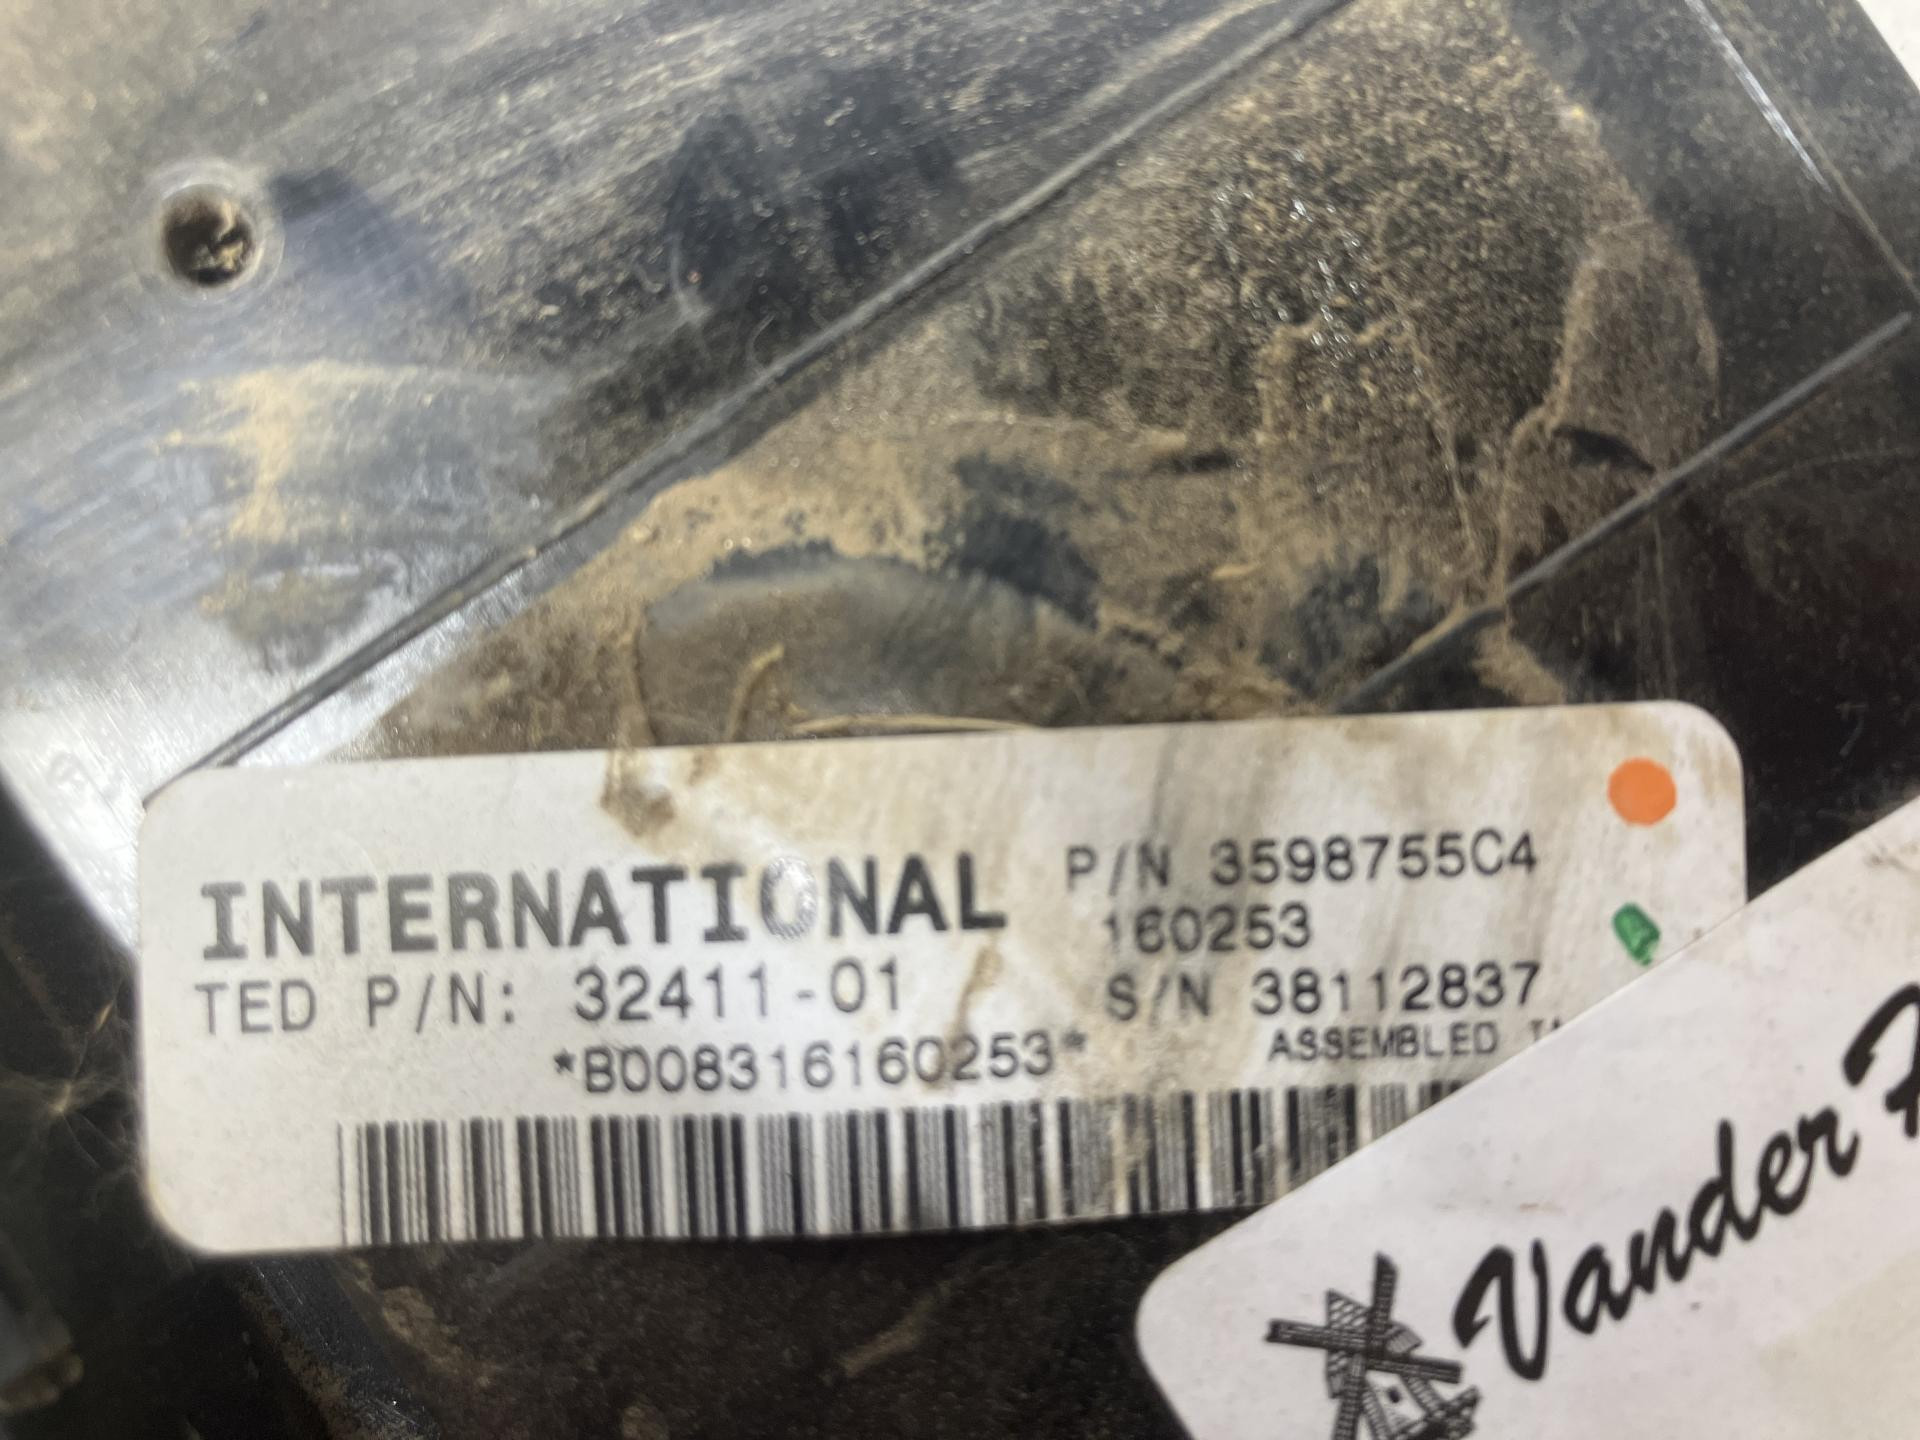 INTERNATIONAL P/N 3598755C4
160253
TED P/N: 32411-01 S/N 38112837
*B008316160253* ASSEMBLED
Vander